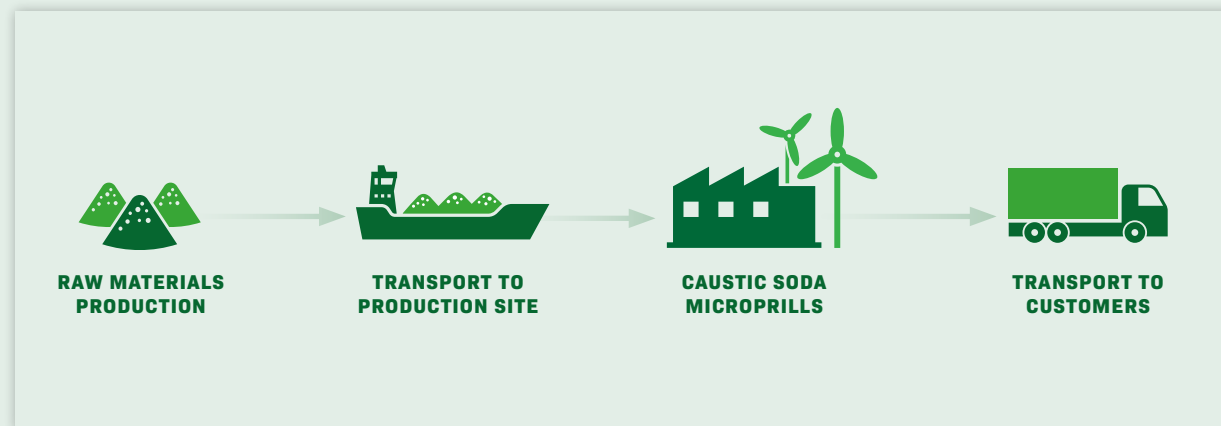 RAW MATERIALS
PRODUCTION
TRANSPORT TO
PRODUCTION SITE
CAUSTIC SODA
MICROPRILLS
TRANSPORT TO
CUSTOMERS